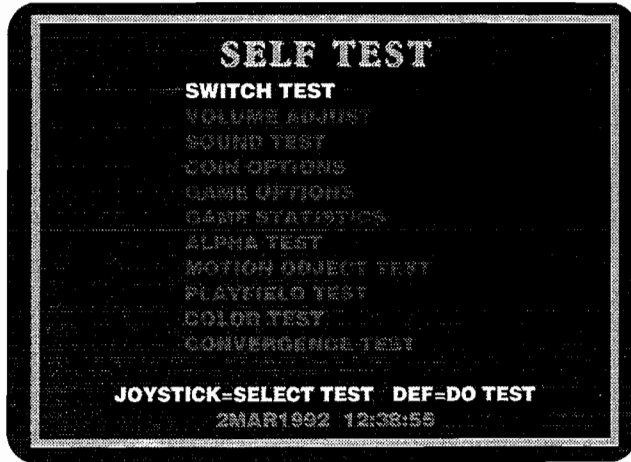 SELF TEST
SWITCH TEST
VOLUME ADJUST
SOUND TEST
COIN OPTIONS
GAME OPTIONS
GAME STATISTICS
ALPHA TEST
MOTION OBJECT TEST
PLAYFIELD TEST
COLOR TEST
CONVERGENCE TEST
JOYSTICK=SELECT TEST DEF=DO TEST
2MAR1992 12:38:55